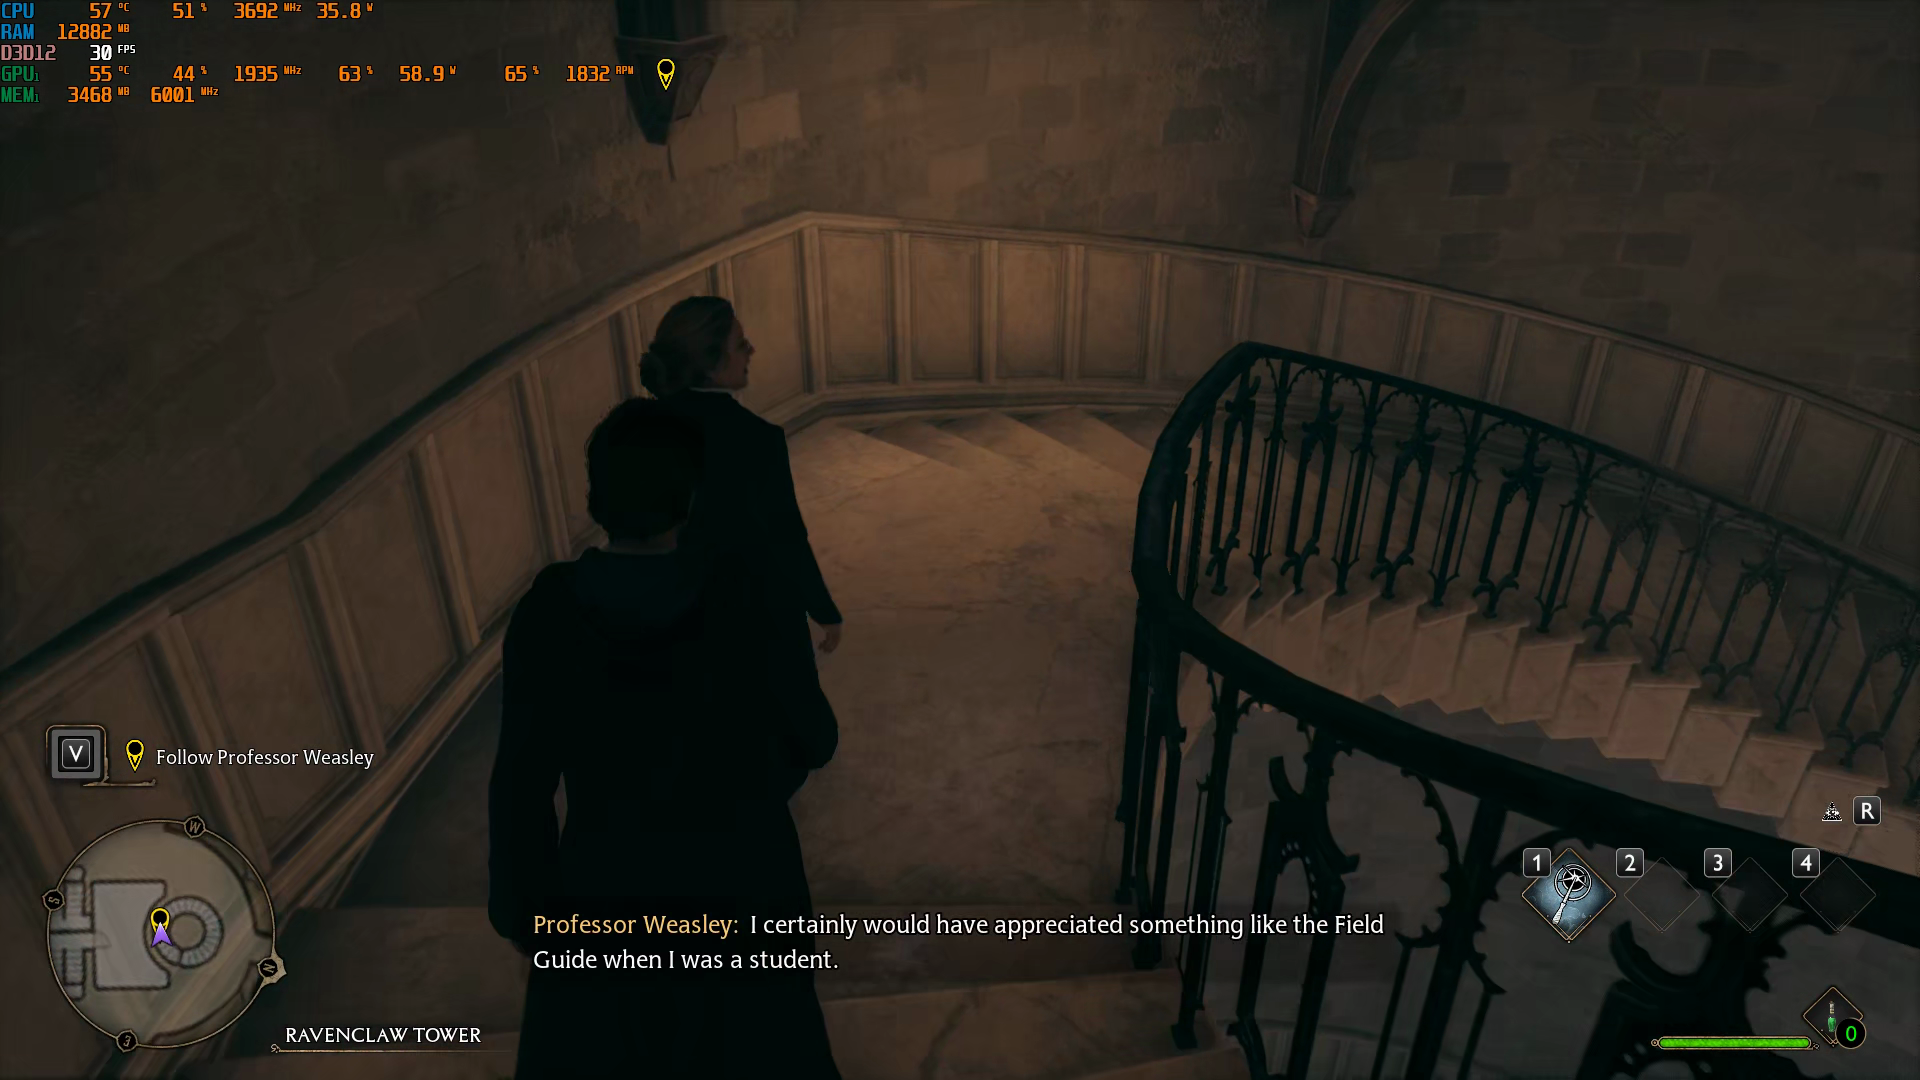 CPU 57 °C 51 % 3692 MHz 35.8 W
RAM 12882 MB
D3D12 30 FPS
GPU1 55 °C 44 % 1935 MHz 63 % 58.9 W 65 % 1832 RPM
MEM1 3468 MB 6001 MHz
V Follow Professor Weasley
R
1 2 3 4
W
S
N
E
Professor Weasley: I certainly would have appreciated something like the Field
Guide when I was a student.
RAVENCLAW TOWER
0